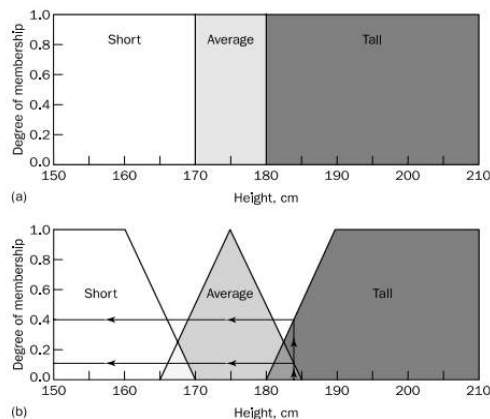 Degree of membership
1.0
0.8
0.6
0.4
0.2
0.0
Short
Average
Tall
150 160 170 180 190 200 210
(a)
Height, cm
Degree of membership
1.0
0.8
0.6
0.4
0.2
0.0
Short
Average
Tall
150 160 170 180 190 200 210
(b)
Height, cm